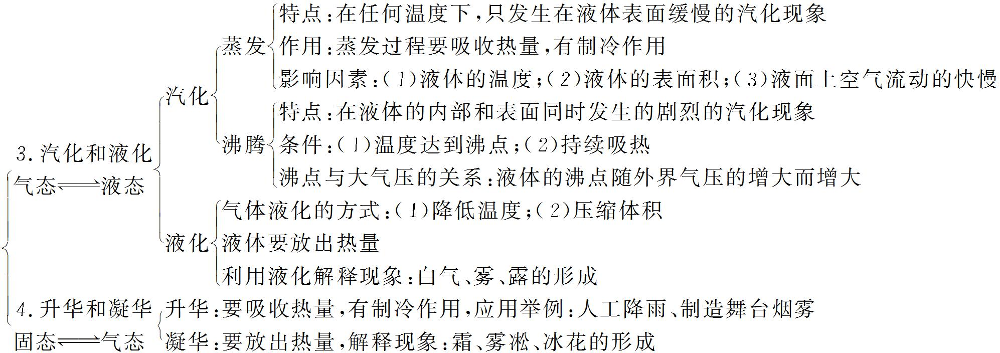 特点:在任何温度下,只发生在液体表面缓慢的汽化现象
蒸发
作用:蒸发过程要吸收热量,有制冷作用
影响因素:(1)液体的温度;(2)液体的表面积;(3)液面上空气流动的快慢
汽化
特点:在液体的内部和表面同时发生的剧烈的汽化现象
沸腾
条件:(1)温度达到沸点;(2)持续吸热
3.汽化和液化
沸点与大气压的关系:液体的沸点随外界气压的增大而增大
气态⇌液态
气体液化的方式:(1)降低温度;(2)压缩体积
液化
液体要放出热量
利用液化解释现象:白气、雾、露的形成
4.升华和凝华
升华:要吸收热量,有制冷作用,应用举例:人工降雨、制造舞台烟雾
固态⇌气态
凝华:要放出热量,解释现象:霜、雾凇、冰花的形成